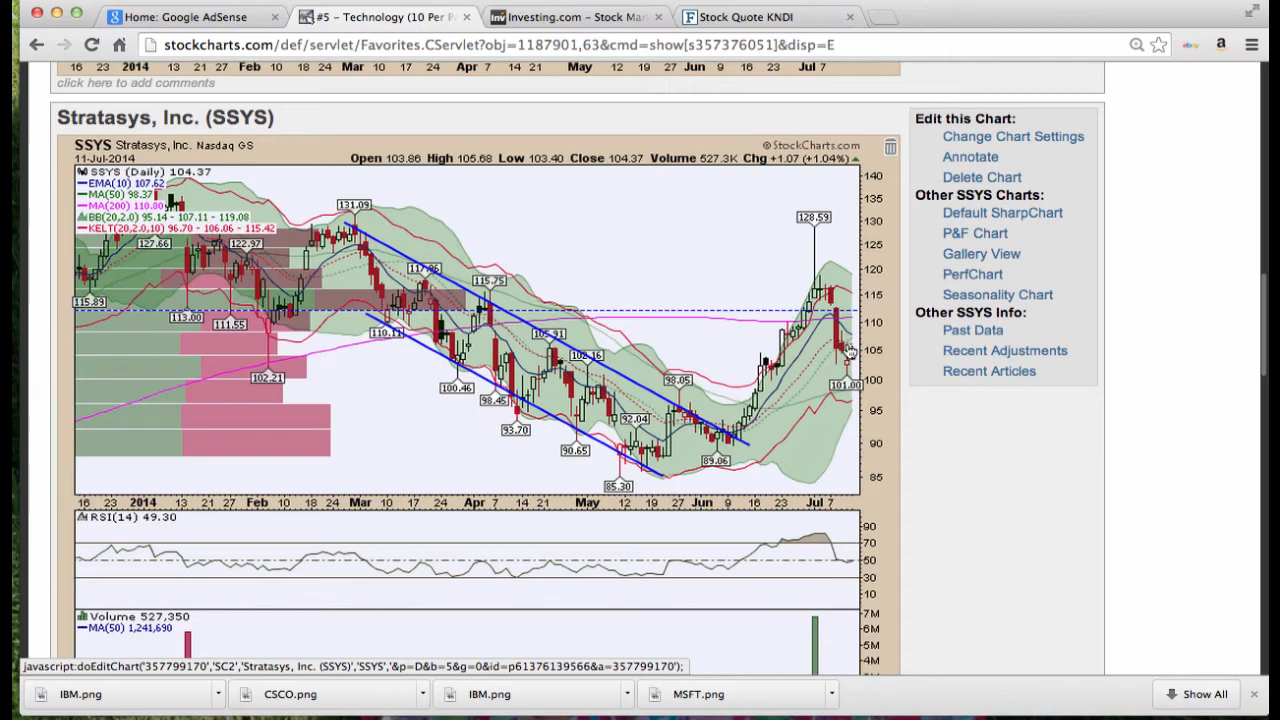 Home: Google AdSense
#5 – Technology (10 Per P
Investing.com - Stock Mar
Stock Quote KNDI
stockcharts.com/def/servlet/Favorites.CServlet?obj=1187901,63&cmd=show[s357376051]&disp=E
16 23 2014 13 21 27 Feb 10 18 24 Mar 10 17 24 Apr 7 14 21 May 12 19 27 Jun 9 16 23 Jul 7
click here to add comments
Stratasys, Inc. (SSYS)
SSYS Stratasys, Inc. Nasdaq GS
© StockCharts.com
11-Jul-2014
Open 103.86 High 105.68 Low 103.40 Close 104.37 Volume 527.3K Chg +1.07 (+1.04%)
SSYS (Daily) 104.37
EMA(10) 107.62
MA(50) 98.37
MA(200) 110.80
BB(20,2.0) 95.14 - 107.11 - 119.08
KELT(20,2.0,10) 96.70 - 106.06 - 115.42
140
135
130
125
120
115
110
105
100
95
90
85
131.09
128.59
127.66
122.97
117.95
115.75
115.89
113.00
111.55
110.11
105.91
102.16
102.21
100.46
98.45
98.05
101.00
93.70
92.04
90.65
89.06
85.30
16 23 2014 13 21 27 Feb 10 18 24 Mar 10 17 24 Apr 7 14 21 May 12 19 27 Jun 9 16 23 Jul 7
RSI(14) 49.30
90
70
50
30
10
Volume 527,350
MA(50) 1,241,690
7M
6M
5M
4M
Edit this Chart:
Change Chart Settings
Annotate
Delete Chart
Other SSYS Charts:
Default SharpChart
P&F Chart
Gallery View
PerfChart
Seasonality Chart
Other SSYS Info:
Past Data
Recent Adjustments
Recent Articles
javascript:doEditChart('357799170','SC2','Stratasys, Inc. (SSYS)','SSYS','&p=D&b=5&g=0&id=p61376139566&a=357799170');
IBM.png
CSCO.png
IBM.png
MSFT.png
Show All